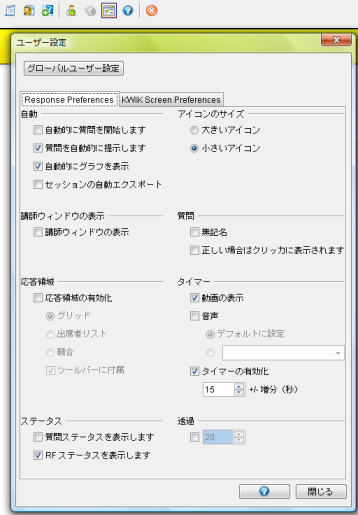 ユーザー設定
グローバルユーザー設定
Response Preferences
KWIK Screen Preferences
自動
自動的に質問を開始します
質問を自動的に提示します
自動的にグラフを表示
セッションの自動エクスポート
アイコンのサイズ
大きいアイコン
小さいアイコン
講師ウィンドウの表示
講師ウィンドウの表示
質問
無記名
正しい場合はクリッカに表示されます
応答領域
応答領域の有効化
グリッド
出席者リスト
競合
ツールバーに付属
タイマー
動画の表示
音声
デフォルトに設定
タイマーの有効化
15 +/- 増分（秒）
ステータス
質問ステータスを表示します
RF ステータスを表示します
透過
20
閉じる